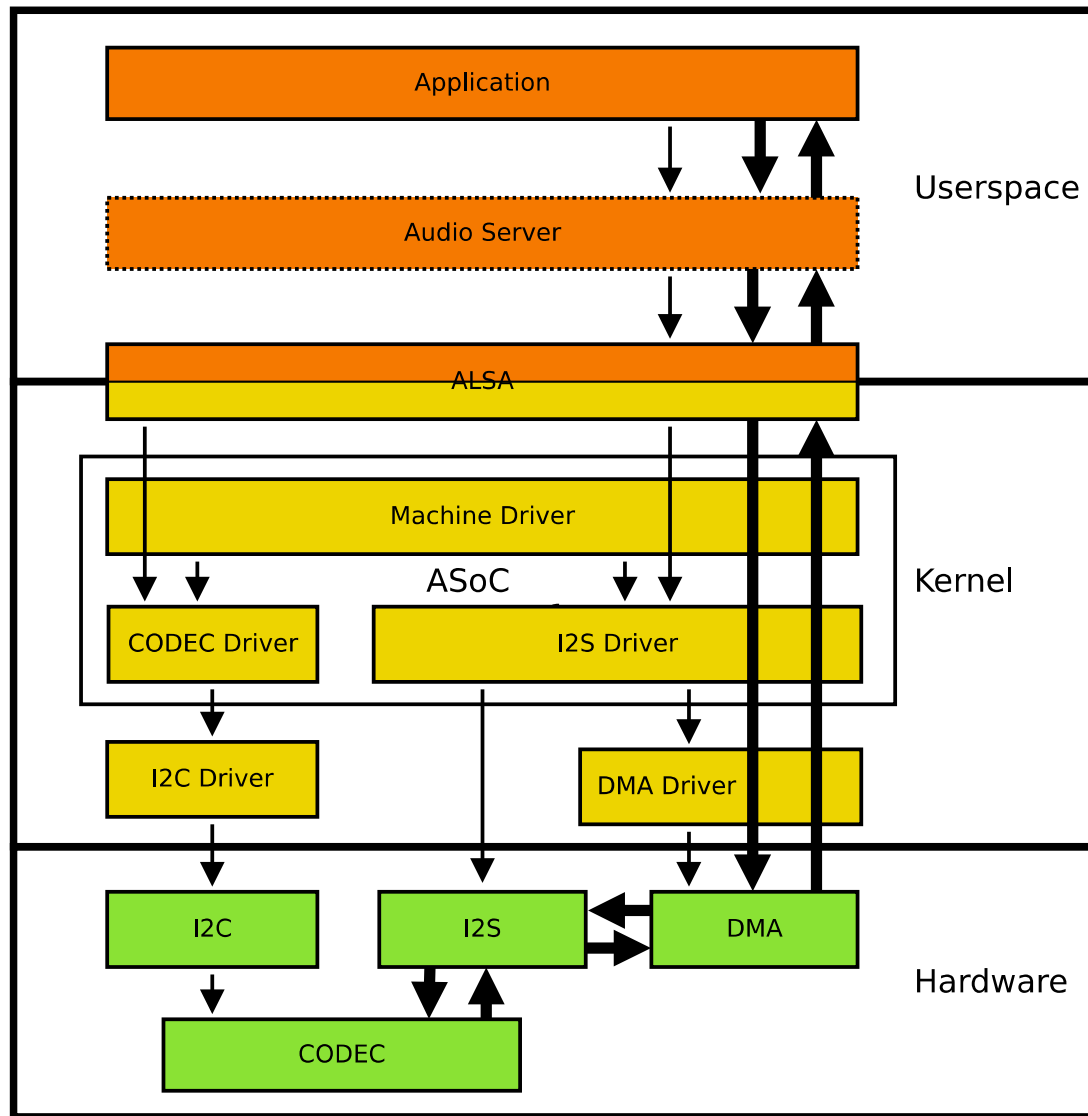 Application
Userspace
Audio Server
ALSA
Machine Driver
ASoC
Kernel
CODEC Driver
I2S Driver
I2C Driver
DMA Driver
I2C
I2S
DMA
Hardware
CODEC